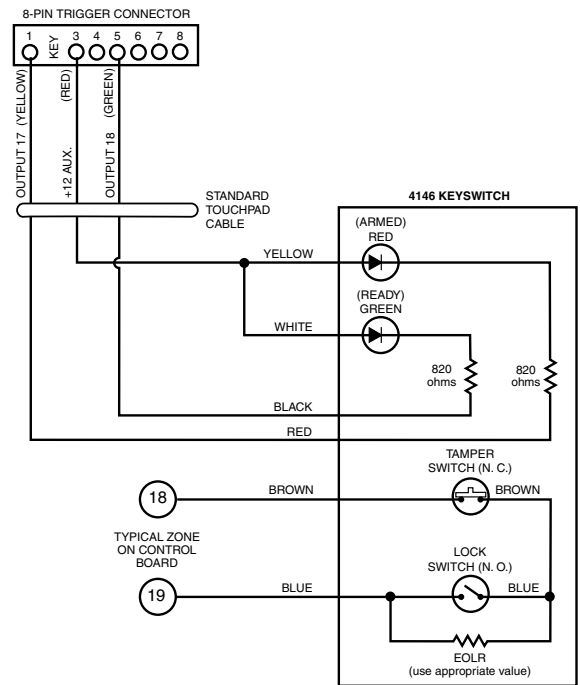 8-PIN TRIGGER CONNECTOR
1 KEY 3 4 5 6 7 8
OUTPUT 17 (YELLOW)
+12 AUX. (RED)
OUTPUT 18 (GREEN)
STANDARD
TOUCHPAD
CABLE
4146 KEYSWITCH
(ARMED)
RED
YELLOW
(READY)
GREEN
WHITE
820
ohms
820
ohms
BLACK
RED
TAMPER
SWITCH (N. C.)
18
BROWN
BROWN
TYPICAL ZONE
ON CONTROL
BOARD
LOCK
SWITCH (N. O.)
19
BLUE
BLUE
EOLR
(use appropriate value)